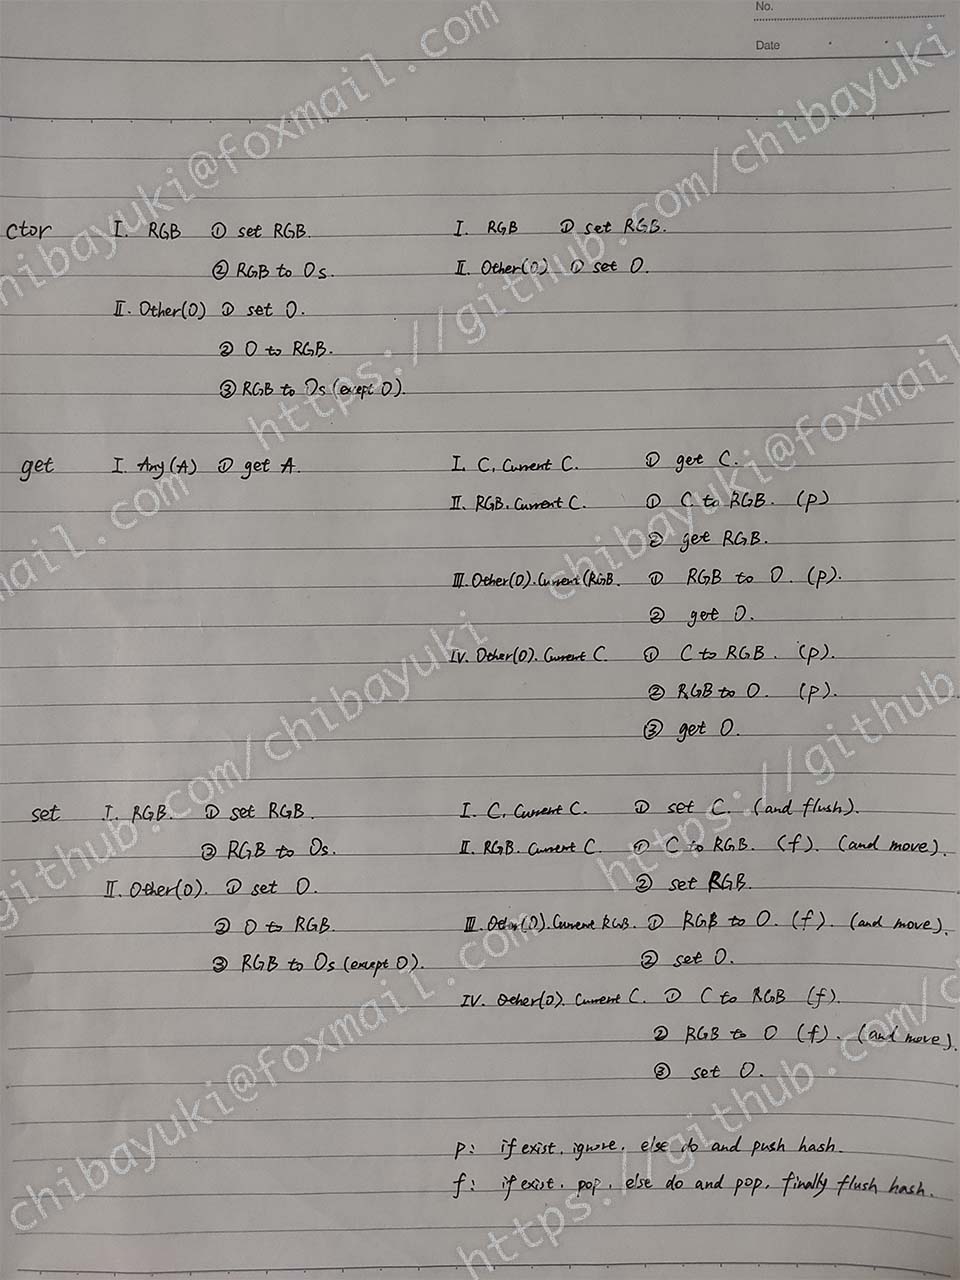 No.
Date
ctor I. RGB ① set RGB. I. RGB ① set RGB.
② RGB to Os. II. Other(O) ① set O.
II. Other(O) ① set O.
② O to RGB.
③ RGB to Os (exept O).
get I. Any(A) ① get A. I. C, Current C. ① get C.
II. RGB. Current C. ① C to RGB. (p)
② get RGB.
III. Other(O). Current(RGB. ① RGB to O. (p).
② get O.
IV. Other(O). Current C. ① C to RGB. (p).
② RGB to O. (p).
③ get O.
set I. RGB. ① set RGB. I. C, Current C. ① set C. (and flush).
② RGB to Os. II. RGB. Current C. ① C to RGB. (f). (and move).
II. Other(O). ① set O. ② set RGB.
② O to RGB. III. Other(O). Current RGB. ① RGB to O. (f). (and move).
③ RGB to Os (except O). ② set O.
IV. Other(O). Current C. ① C to RGB (f).
② RGB to O (f). (and move).
③ set O.
p: if exist, ignore, else do and push hash.
f: if exist, pop, else do and pop, finally flush hash.
chibayuki@foxmail.com
https://github.com/chibayuki